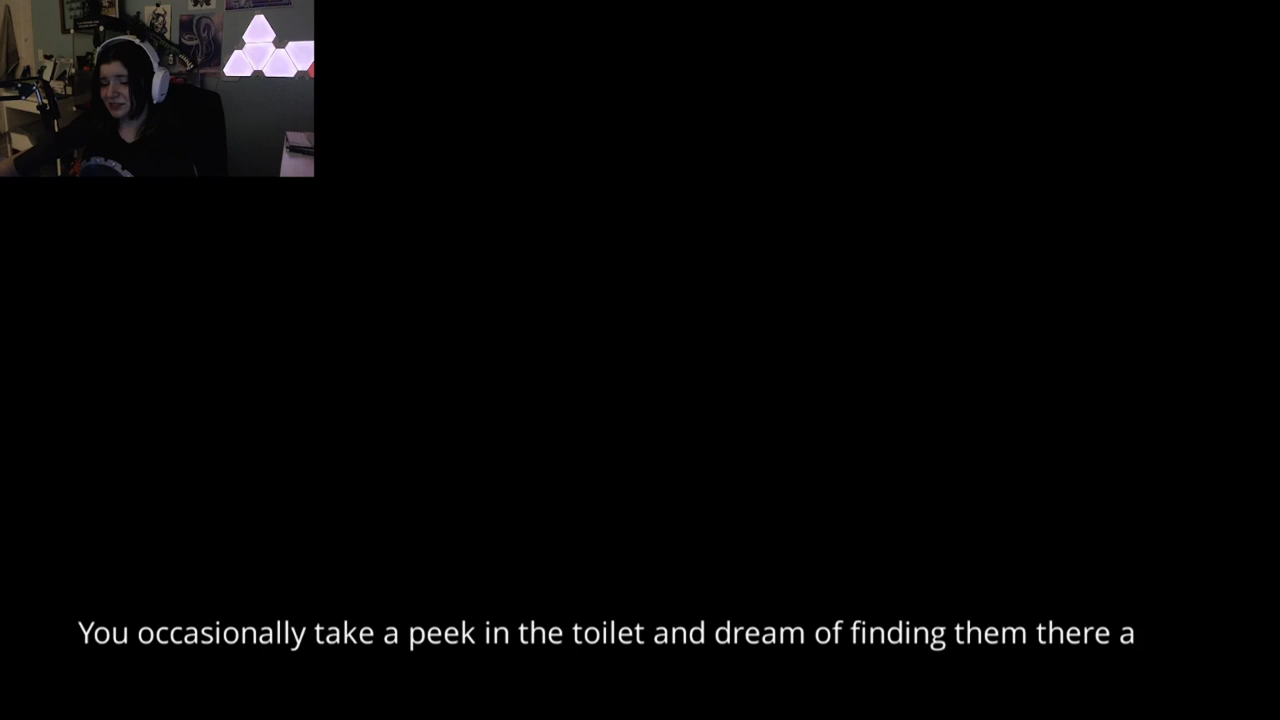 You occasionally take a peek in the toilet and dream of finding them there a